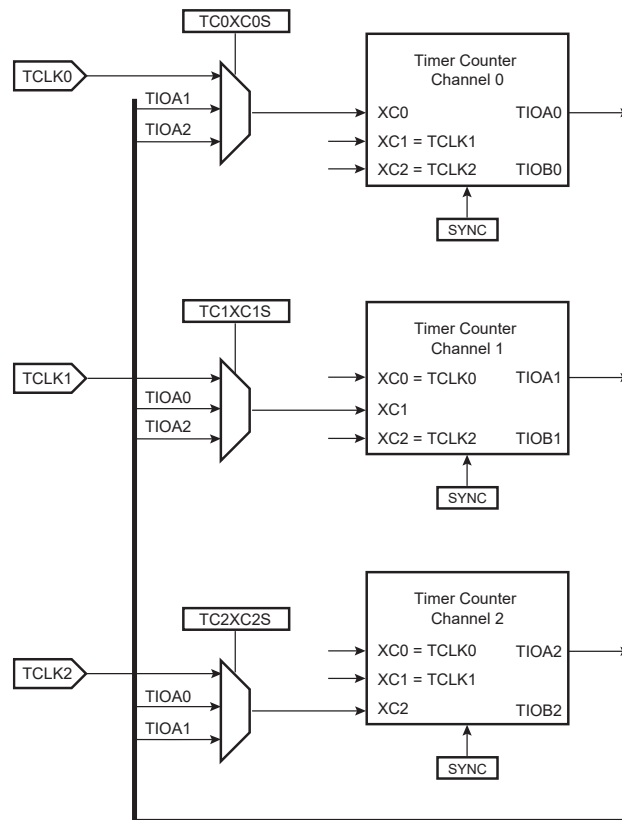 TC0XC0S
TCLK0
TIOA1
TIOA2
Timer Counter
Channel 0
XC0 TIOA0
XC1 = TCLK1
XC2 = TCLK2 TIOB0
SYNC
TC1XC1S
TCLK1
TIOA0
TIOA2
Timer Counter
Channel 1
XC0 = TCLK0 TIOA1
XC1
XC2 = TCLK2 TIOB1
SYNC
TC2XC2S
TCLK2
TIOA0
TIOA1
Timer Counter
Channel 2
XC0 = TCLK0 TIOA2
XC1 = TCLK1
XC2 TIOB2
SYNC